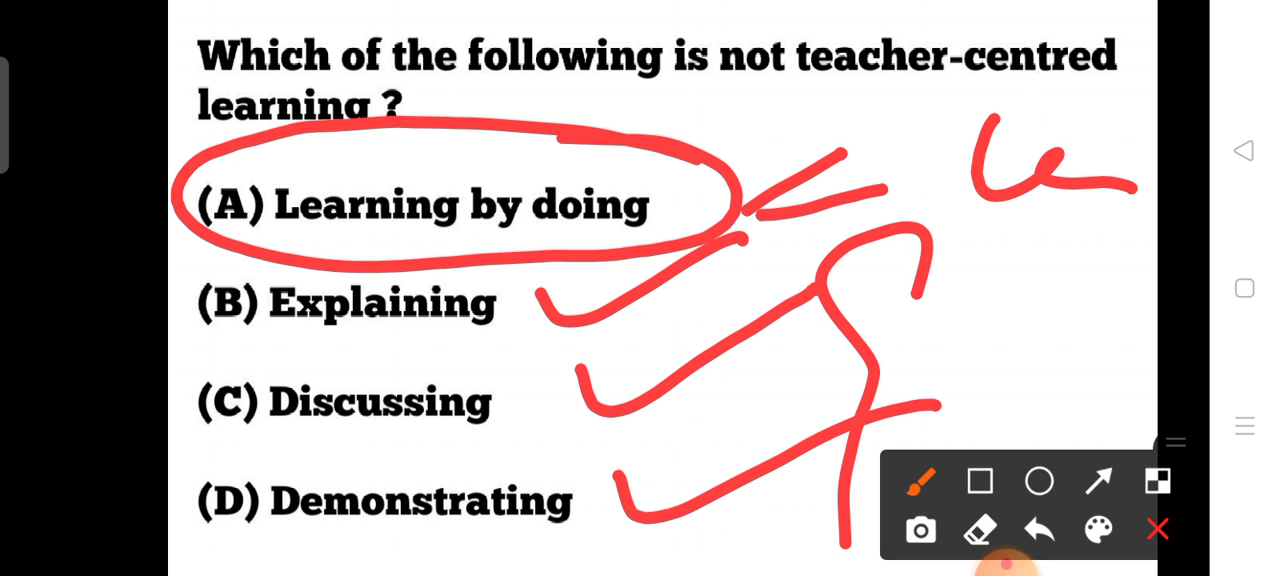 Which of the following is not teacher-centred
learning ?
(A) Learning by doing
(B) Explaining
(C) Discussing
(D) Demonstrating